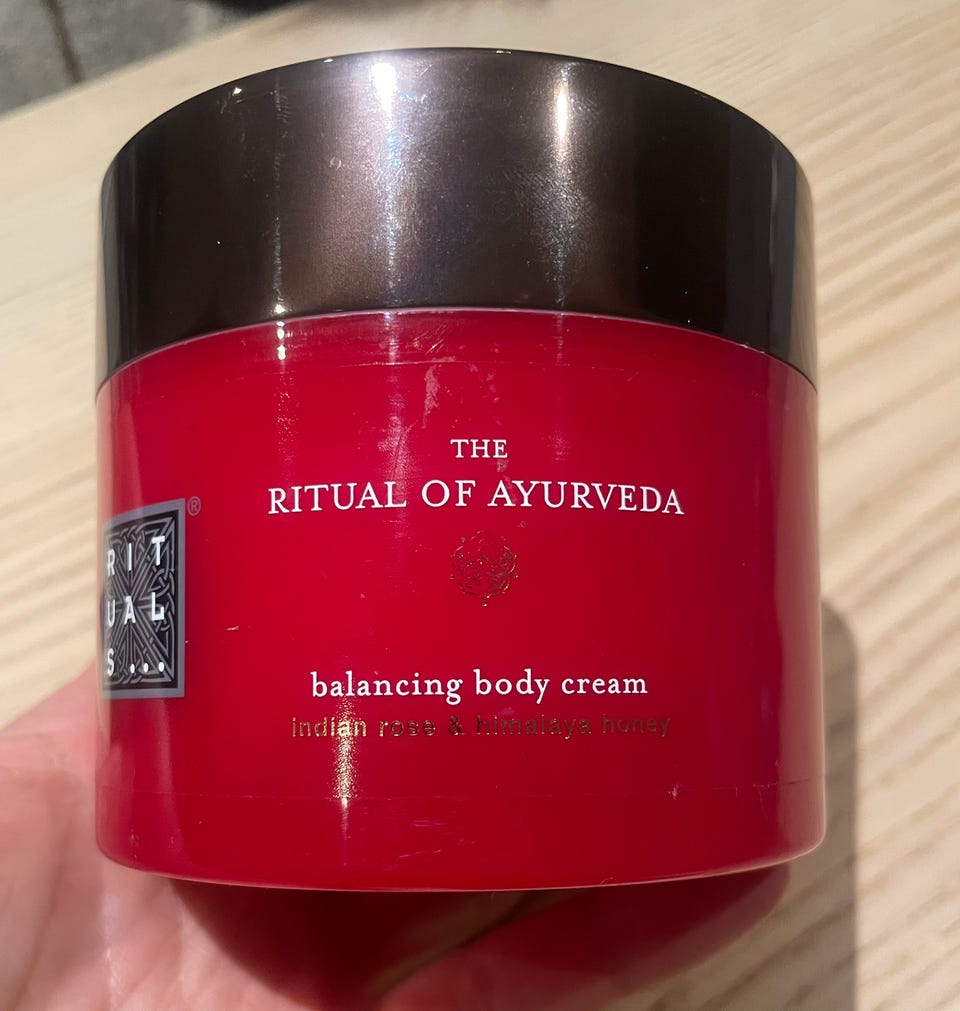 THE
RITUAL OF AYURVEDA
®
RIT
UAL
S...
balancing body cream
indian rose & himalaya honey